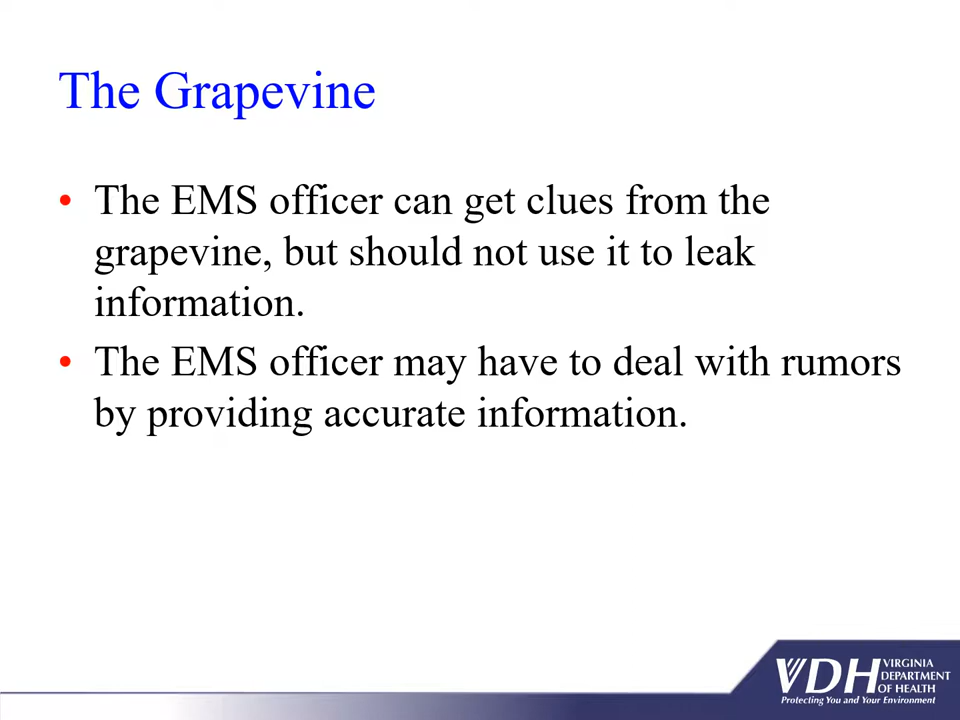 The Grapevine
• The EMS officer can get clues from the
grapevine, but should not use it to leak
information.
• The EMS officer may have to deal with rumors
by providing accurate information.
VDH VIRGINIA
DEPARTMENT
OF HEALTH
Protecting You and Your Environment